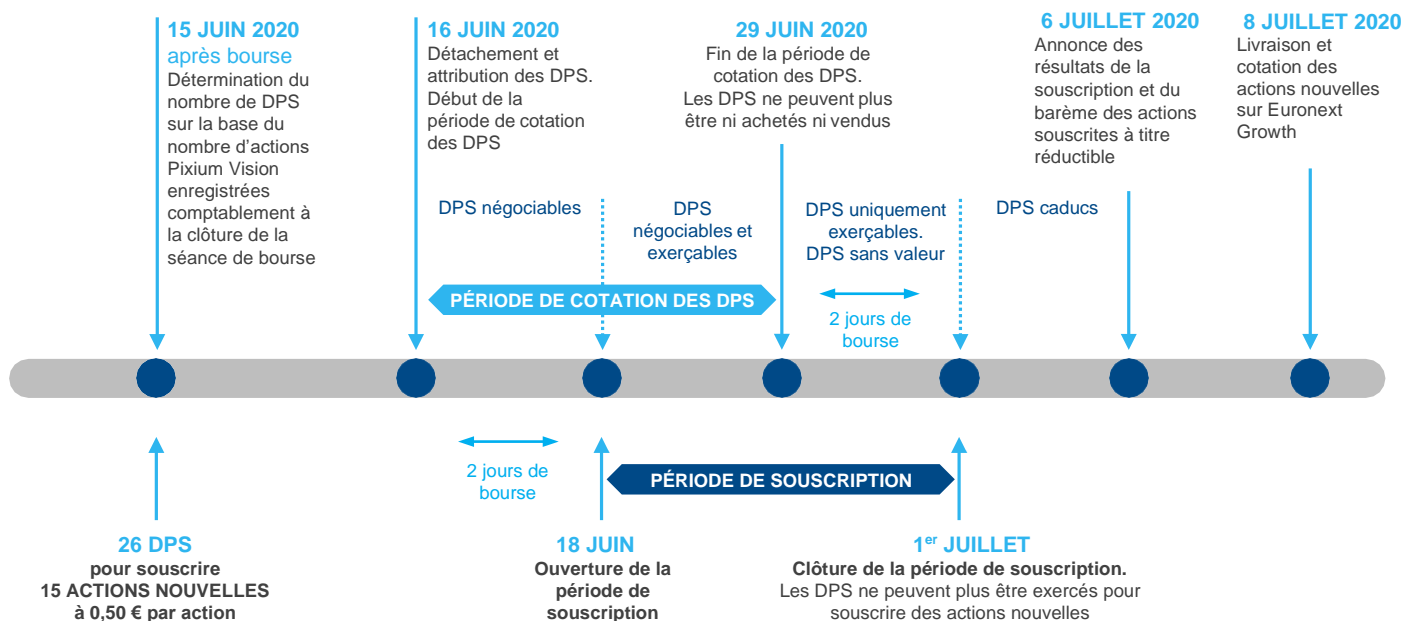 15 JUIN 2020
après bourse
Détermination du
nombre de DPS
sur la base du
nombre d'actions
Pixium Vision
enregistrées
comptablement à
la clôture de la
séance de bourse
16 JUIN 2020
Détachement et
attribution des DPS.
Début de la
période de cotation
des DPS
29 JUIN 2020
Fin de la période de
cotation des DPS.
Les DPS ne peuvent plus
être ni achetés ni vendus
6 JUILLET 2020
Annonce des
résultats de la
souscription et du
barème des actions
souscrites à titre
réductible
8 JUILLET 2020
Livraison et
cotation des
actions nouvelles
sur Euronext
Growth
DPS négociables
DPS
négociables et
exerçables
DPS uniquement
exerçables.
DPS sans valeur
DPS caducs
PÉRIODE DE COTATION DES DPS
2 jours de
bourse
2 jours de
bourse
PÉRIODE DE SOUSCRIPTION
26 DPS
pour souscrire
15 ACTIONS NOUVELLES
à 0,50 € par action
18 JUIN
Ouverture de la
période de
souscription
1er JUILLET
Clôture de la période de souscription.
Les DPS ne peuvent plus être exercés pour
souscrire des actions nouvelles